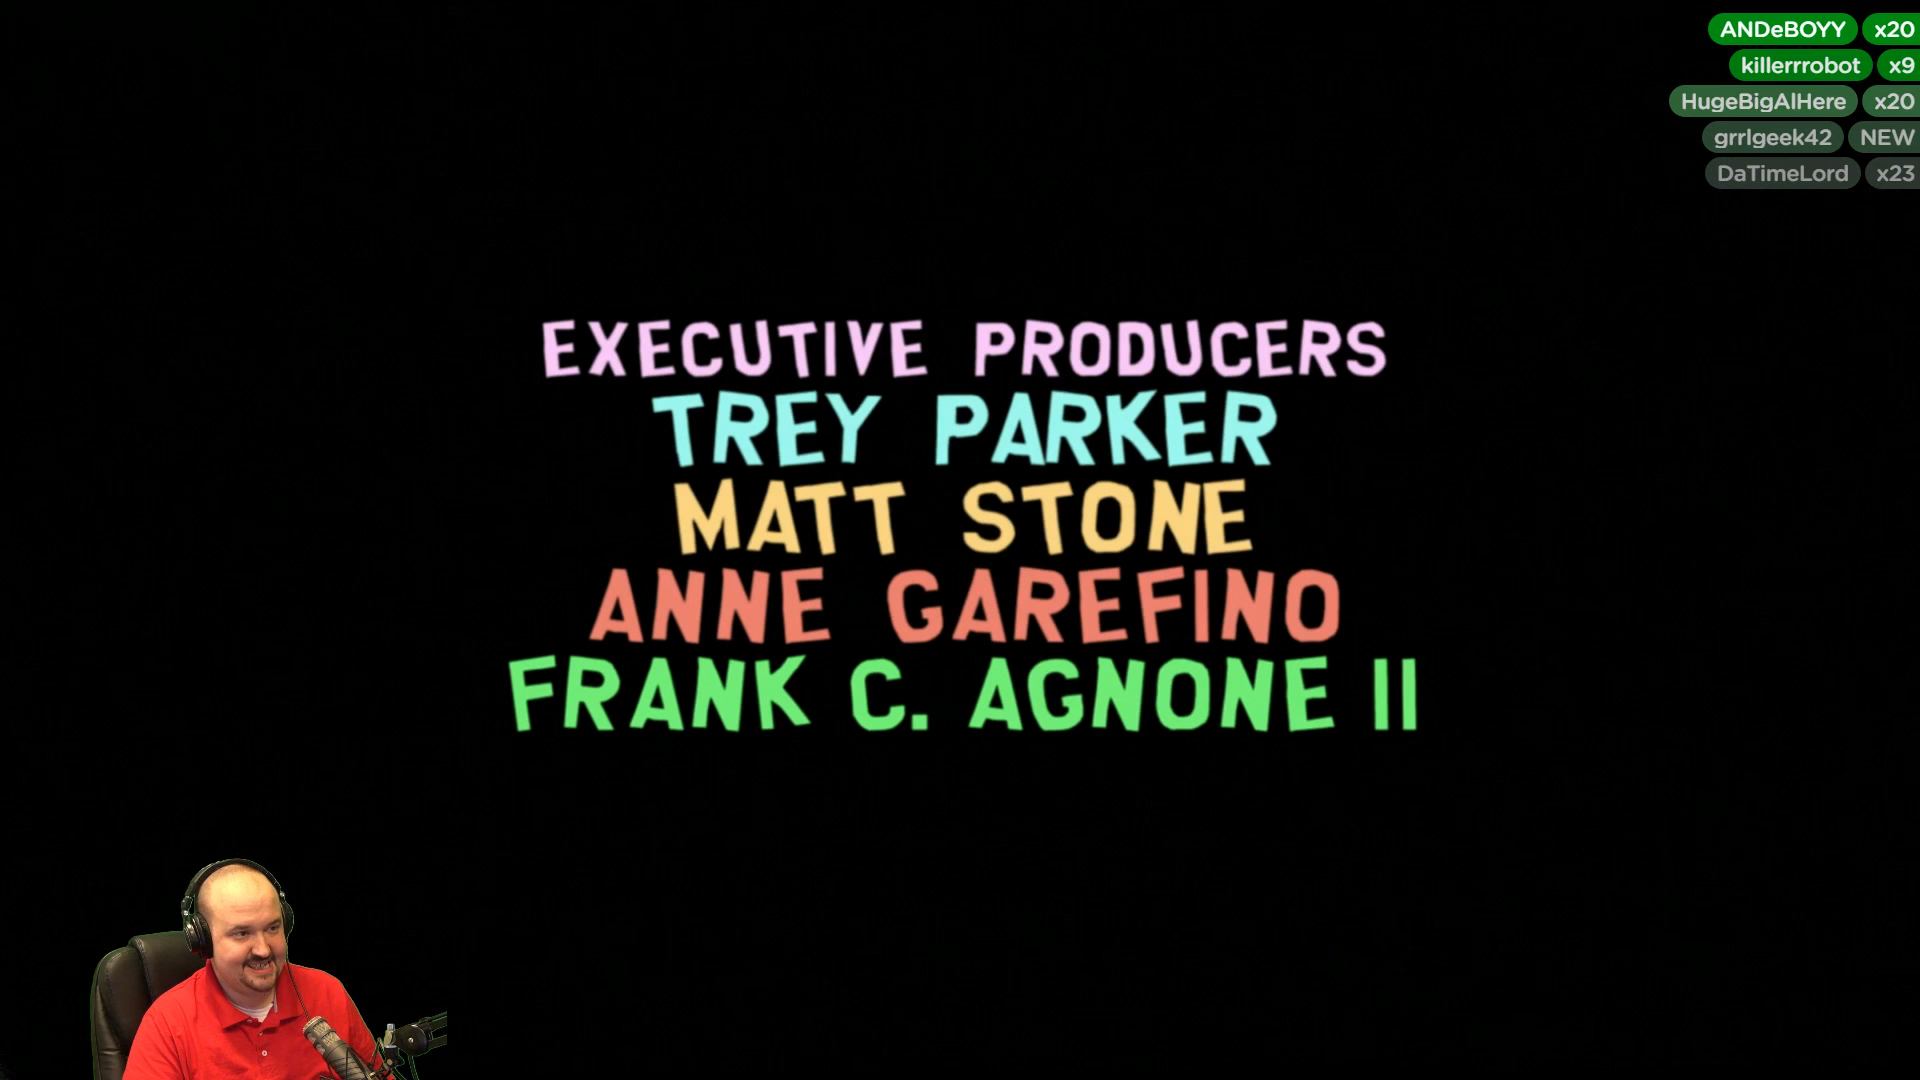 ANDeBOYY x20
killerrrobot x9
HugeBigAlHere x20
grrlgeek42 NEW
DaTimeLord x23
EXECUTIVE PRODUCERS
TREY PARKER
MATT STONE
ANNE GAREFINO
FRANK C. AGNONE II